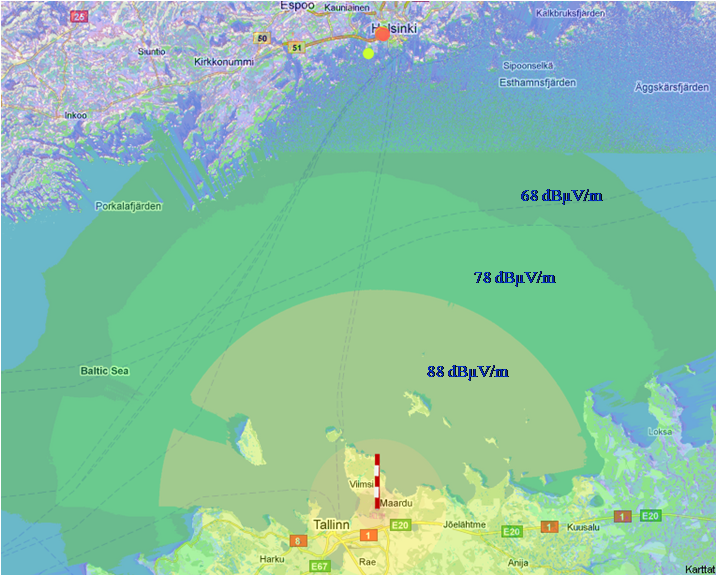 Espoo
Kauniainen
Kalkbruksfjärden
25
Helsinki
50
51
Siuntio
Kirkkonummi
Sipoonselkä
Esthamnsfjärden
Äggskärsfjärden
Inkoo
68 dBµV/m
Porkalafjärden
78 dBµV/m
Baltic Sea
88 dBµV/m
Loksa
Viimsi
Maardu
Tallinn
E20
Jõelähtme
E20
1
Kuusalu
1
E20
8
1
Harku
E67
Rae
Anija
Karttat